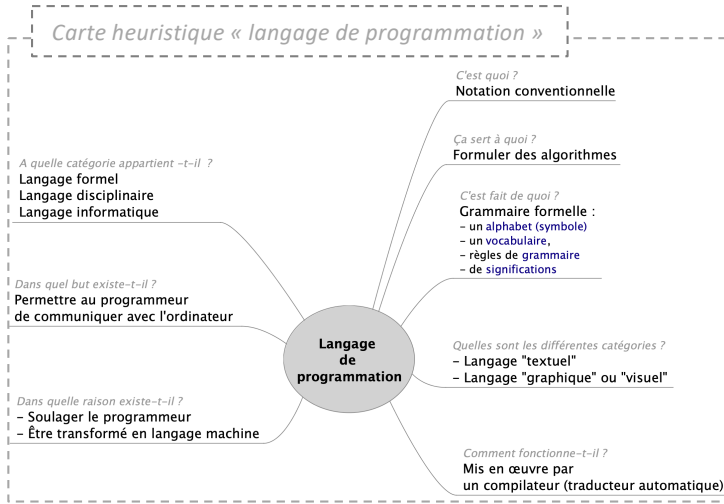 Carte heuristique « langage de programmation »
C'est quoi ?
Notation conventionnelle
Ça sert à quoi ?
Formuler des algorithmes
C'est fait de quoi ?
Grammaire formelle :
– un alphabet (symbole)
– un vocabulaire,
– règles de grammaire
– de significations
Quelles sont les différentes catégories ?
– Langage "textuel"
– Langage "graphique" ou "visuel"
Comment fonctionne-t-il ?
Mis en œuvre par
un compilateur (traducteur automatique)
A quelle catégorie appartient –t-il ?
Langage formel
Langage disciplinaire
Langage informatique
Dans quel but existe-t-il ?
Permettre au programmeur
de communiquer avec l'ordinateur
Dans quelle raison existe-t-il ?
– Soulager le programmeur
– Être transformé en langage machine
Langage
de
programmation